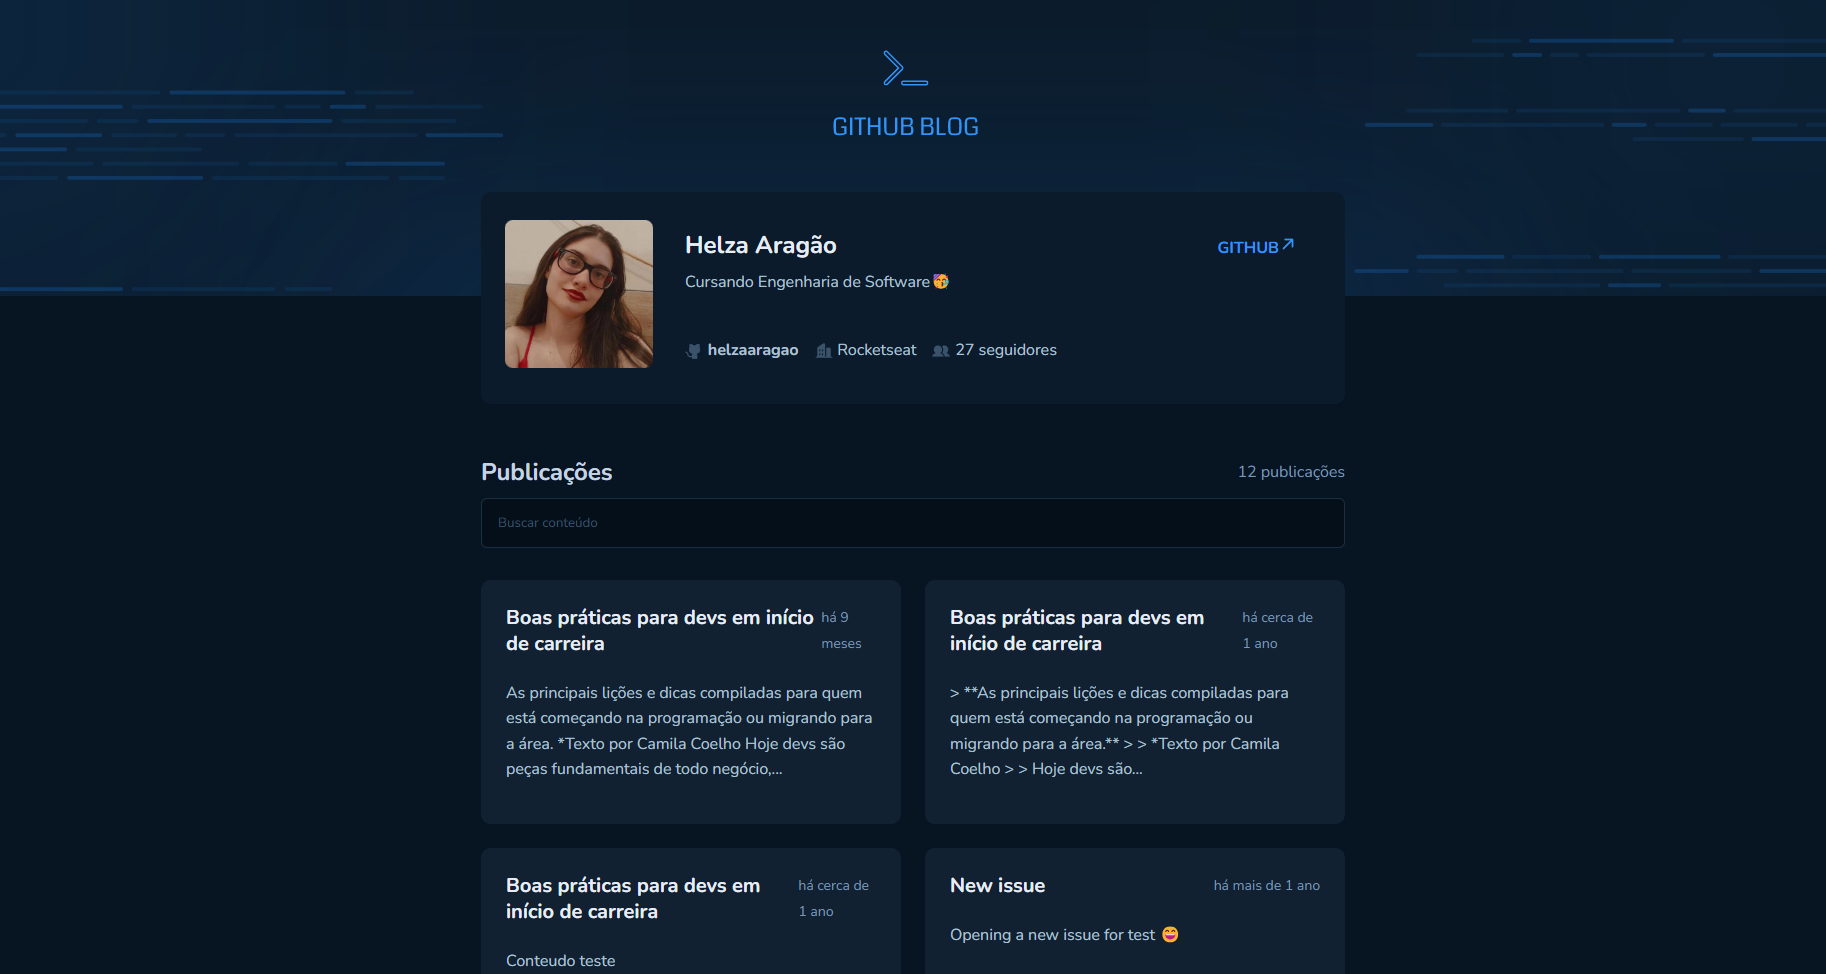 GITHUB BLOG
Helza Aragão
GITHUB
Cursando Engenharia de Software🥳
helzaaragao
Rocketseat
27 seguidores
Publicações
12 publicações
Buscar conteúdo
Boas práticas para devs em início
de carreira
há 9
meses
As principais lições e dicas compiladas para quem
está começando na programação ou migrando para
a área. *Texto por Camila Coelho Hoje devs são
peças fundamentais de todo negócio,...
Boas práticas para devs em
início de carreira
há cerca de
1 ano
> **As principais lições e dicas compiladas para
quem está começando na programação ou
migrando para a área.** > > *Texto por Camila
Coelho > > Hoje devs são...
Boas práticas para devs em
início de carreira
há cerca de
1 ano
Conteudo teste
New issue
há mais de 1 ano
Opening a new issue for test 😄